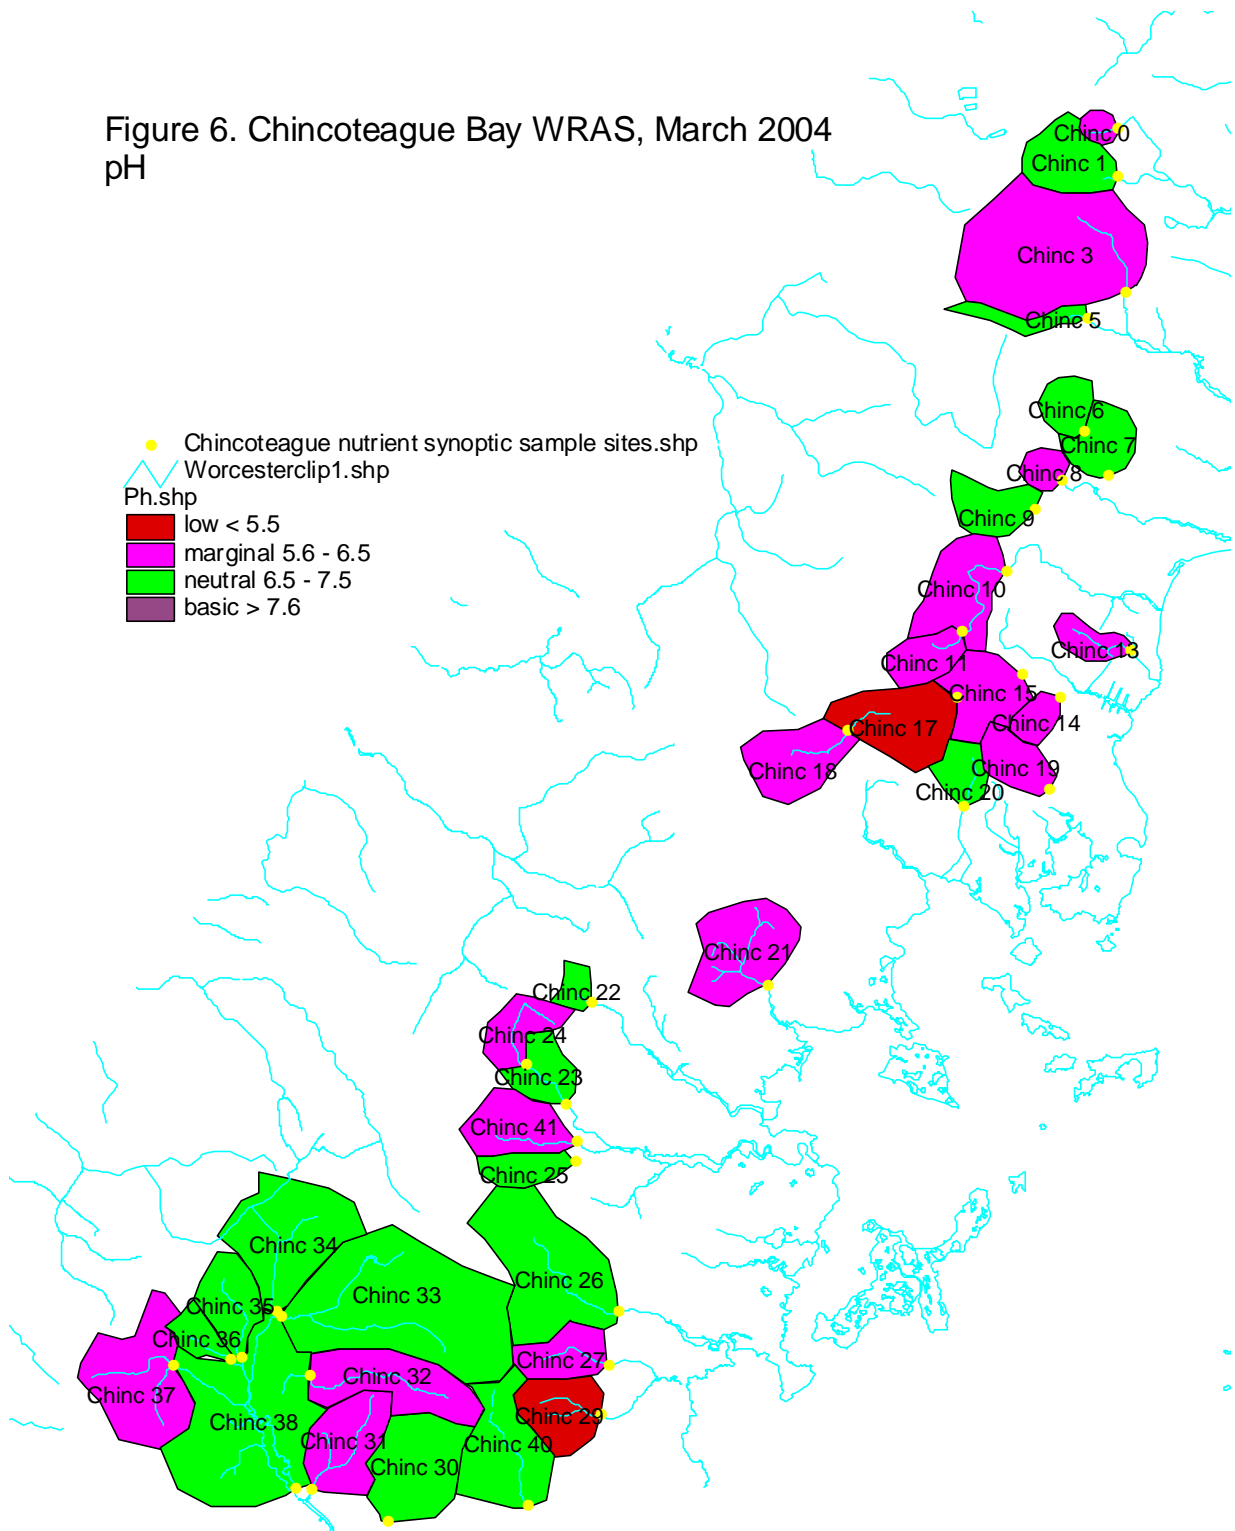 Figure 6. Chincoteague Bay WRAS, March 2004
pH
Chinc 0
Chinc 1
Chinc 3
Chinc 5
Chinc 6
Chinc 7
Chincoteague nutrient synoptic sample sites.shp
Worcesterclip1.shp
Ph.shp
low < 5.5
marginal 5.6 - 6.5
neutral 6.5 - 7.5
basic > 7.6
Chinc 8
Chinc 9
Chinc 10
Chinc 13
Chinc 11
Chinc 15
Chinc 14
Chinc 17
Chinc 18
Chinc 19
Chinc 20
Chinc 21
Chinc 22
Chinc 24
Chinc 23
Chinc 41
Chinc 25
Chinc 34
Chinc 26
Chinc 33
Chinc 35
Chinc 36
Chinc 27
Chinc 32
Chinc 37
Chinc 29
Chinc 38
Chinc 31
Chinc 40
Chinc 30